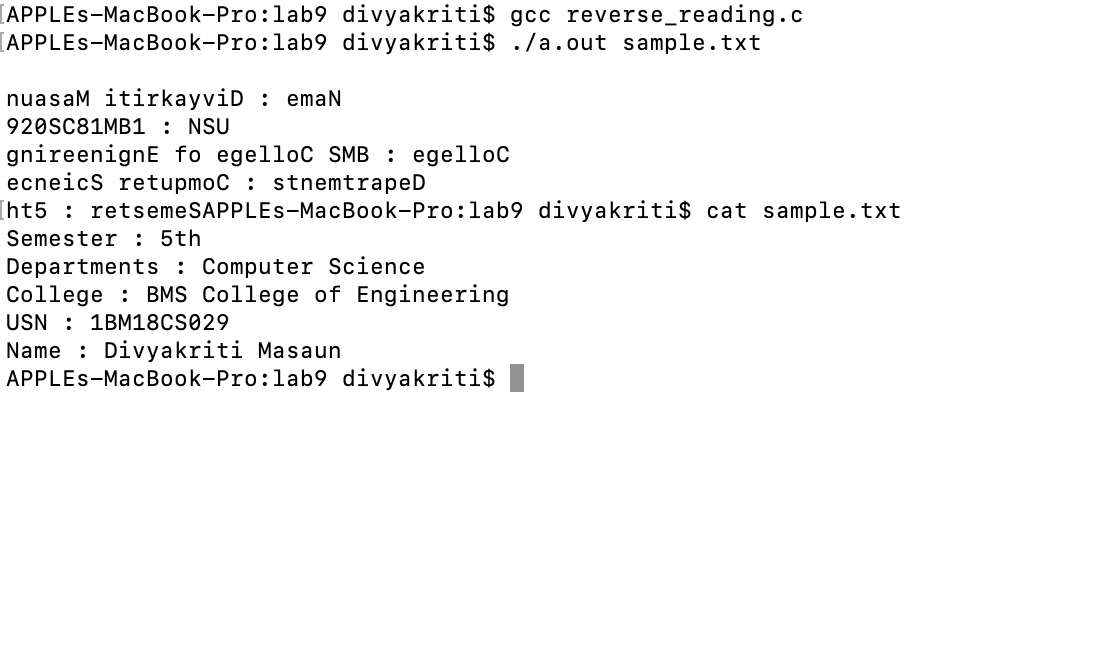 [APPLEs-MacBook-Pro:lab9 divyakriti$ gcc reverse_reading.c
[APPLEs-MacBook-Pro:lab9 divyakriti$ ./a.out sample.txt
nuasaM itirkayviD : emaN
920SC81MB1 : NSU
gnireenignE fo egelloC SMB : egelloC
ecneicS retupmoC : stnemtrapeD
[ht5 : retsemeSAPPLEs-MacBook-Pro:lab9 divyakriti$ cat sample.txt
Semester : 5th
Departments : Computer Science
College : BMS College of Engineering
USN : 1BM18CS029
Name : Divyakriti Masaun
APPLEs-MacBook-Pro:lab9 divyakriti$